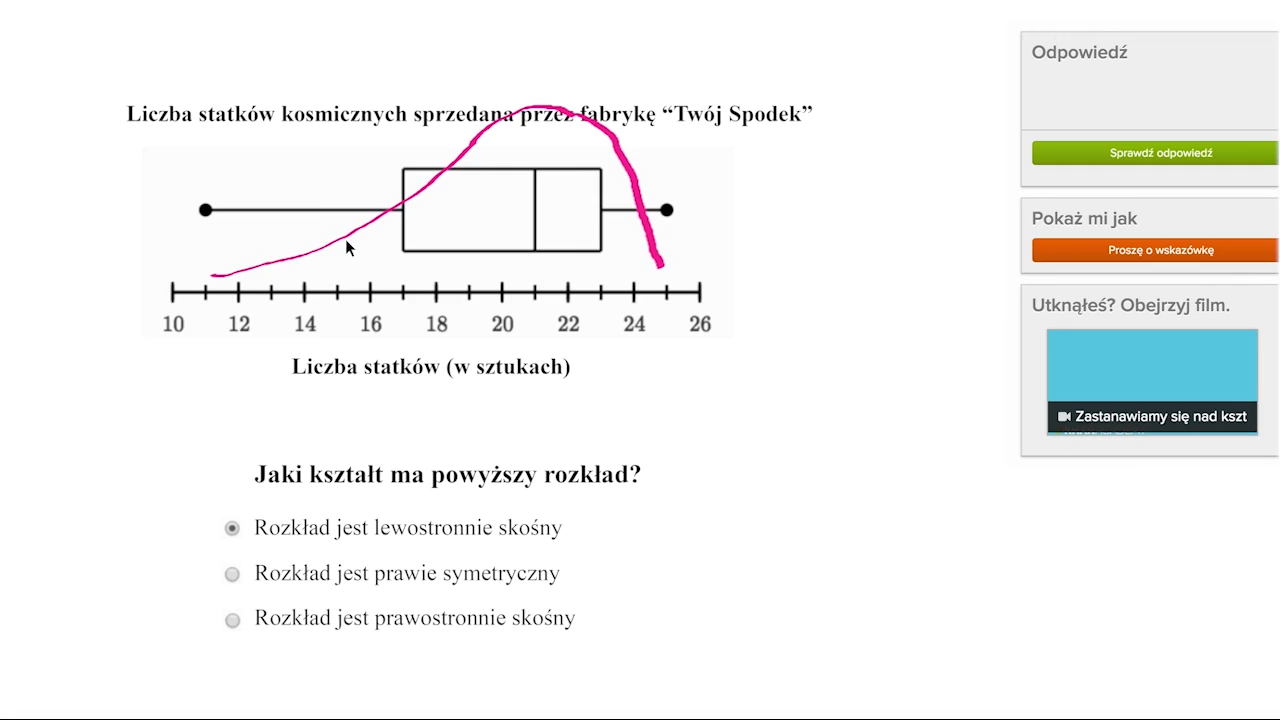 Liczba statków kosmicznych sprzedana przez fabrykę “Twój Spodek”
10 12 14 16 18 20 22 24 26
Liczba statków (w sztukach)
Jaki kształt ma powyższy rozkład?
Rozkład jest lewostronnie skośny
Rozkład jest prawie symetryczny
Rozkład jest prawostronnie skośny
Odpowiedź
Sprawdź odpowiedź
Pokaż mi jak
Proszę o wskazówkę
Utknąłeś? Obejrzyj film.
Zastanawiamy się nad kszt